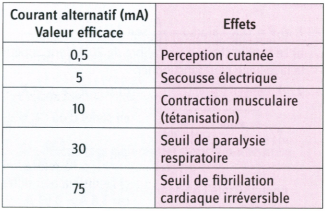 Courant alternatif (mA)
Valeur efficace
Effets
0,5
Perception cutanée
5
Secousse électrique
10
Contraction musculaire
(tétanisation)
30
Seuil de paralysie
respiratoire
75
Seuil de fibrillation
cardiaque irréversible